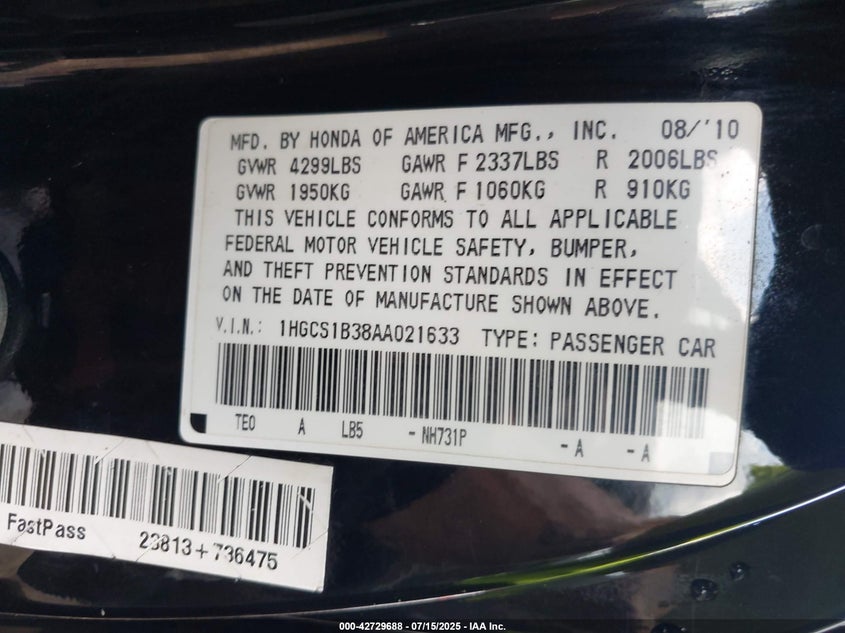 MFD. BY HONDA OF AMERICA MFG., INC. 08/'10
GVWR 4299LBS GAWR F 2337LBS R 2006LBS
GVWR 1950KG GAWR F 1060KG R 910KG
THIS VEHICLE CONFORMS TO ALL APPLICABLE
FEDERAL MOTOR VEHICLE SAFETY, BUMPER,
AND THEFT PREVENTION STANDARDS IN EFFECT
ON THE DATE OF MANUFACTURE SHOWN ABOVE.
V.I.N.: 1HGCS1B38AA021633 TYPE: PASSENGER CAR
TE0 A LB5 - NH731P - A - A
FastPass 23813+736475
000-42729688 - 07/15/2025 - IAA Inc.